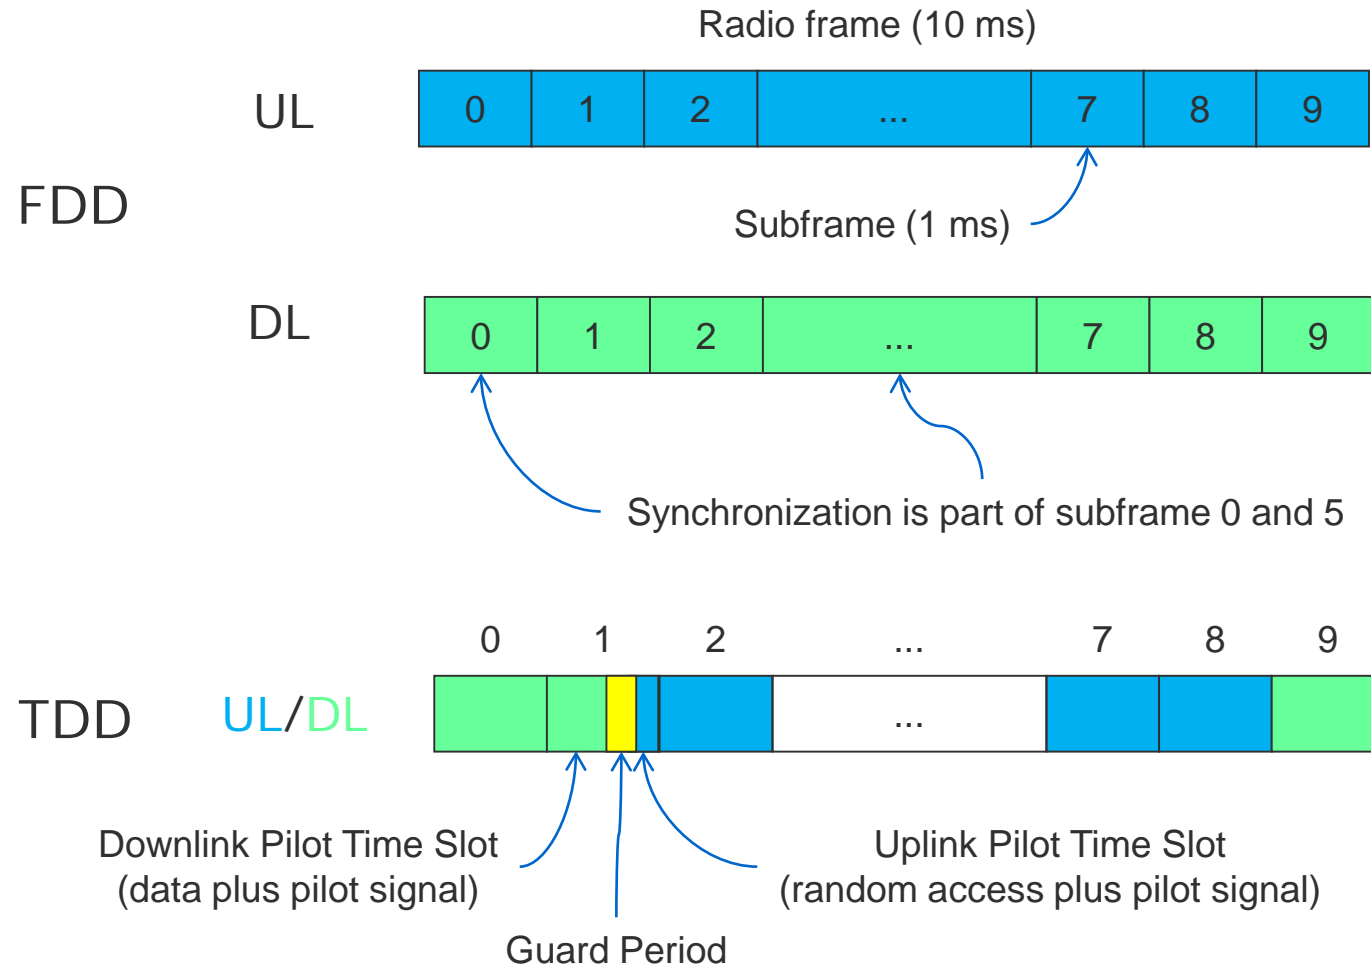 Radio frame (10 ms)
UL
0 1 2 ... 7 8 9
FDD
Subframe (1 ms)
DL
0 1 2 ... 7 8 9
Synchronization is part of subframe 0 and 5
0 1 2 ... 7 8 9
TDD UL/DL ...
Downlink Pilot Time Slot
(data plus pilot signal)
Uplink Pilot Time Slot
(random access plus pilot signal)
Guard Period